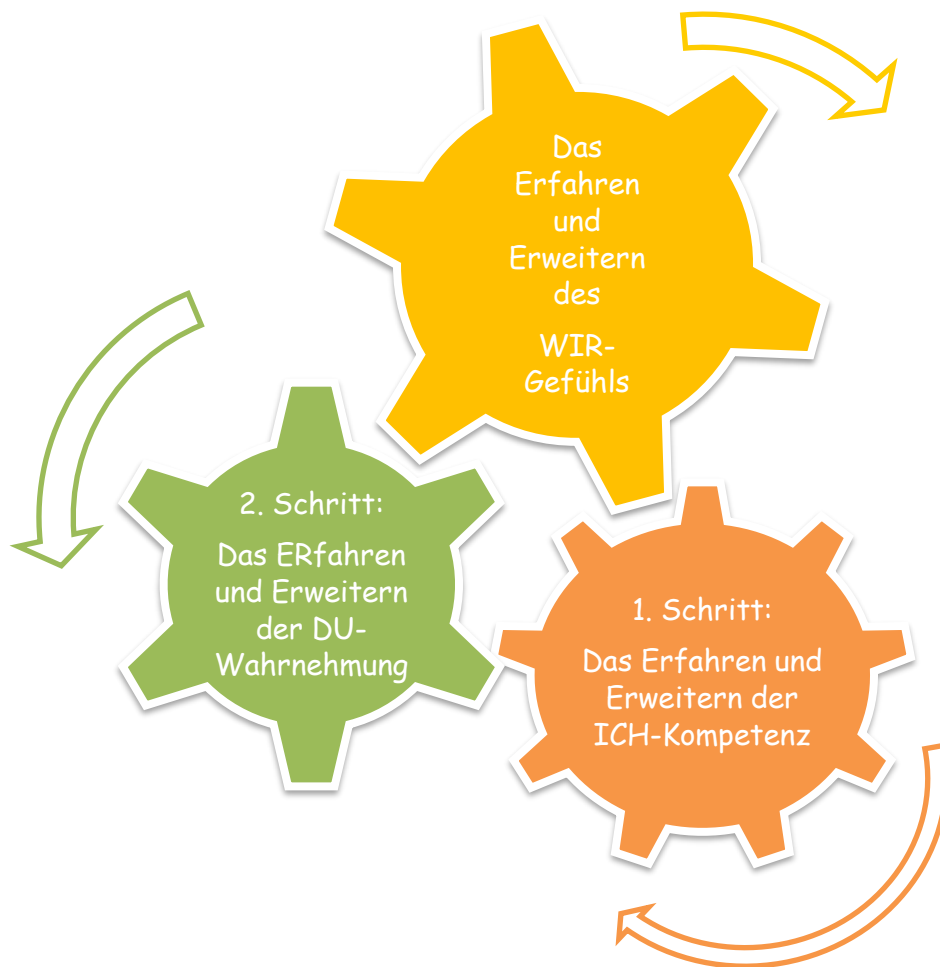 Das
Erfahren
und
Erweitern
des
WIR-
Gefühls
2. Schritt:
Das ERfahren
und Erweitern
der DU-
Wahrnehmung
1. Schritt:
Das Erfahren und
Erweitern der
ICH-Kompetenz